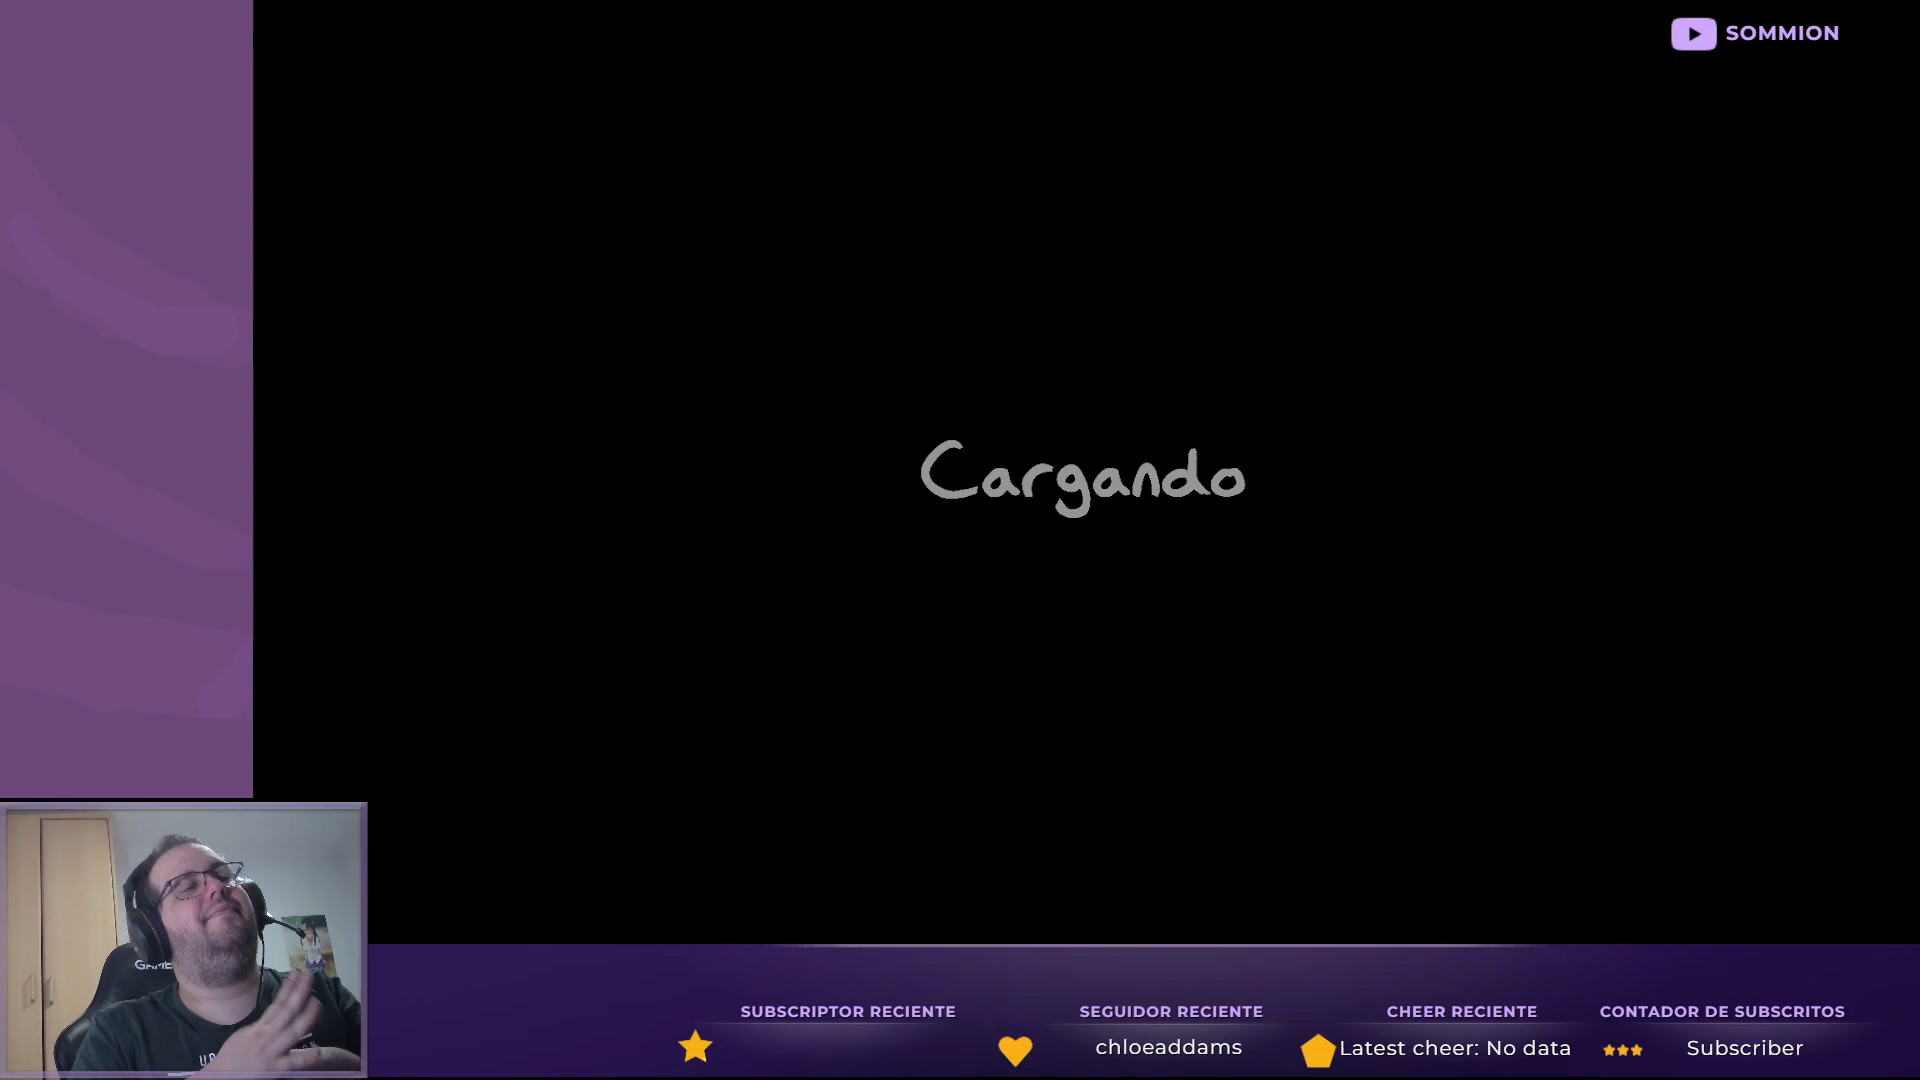 SOMMION
Cargando
SUBSCRIPTOR RECIENTE
SEGUIDOR RECIENTE
chloeaddams
CHEER RECIENTE
Latest cheer: No data
CONTADOR DE SUBSCRITOS
Subscriber